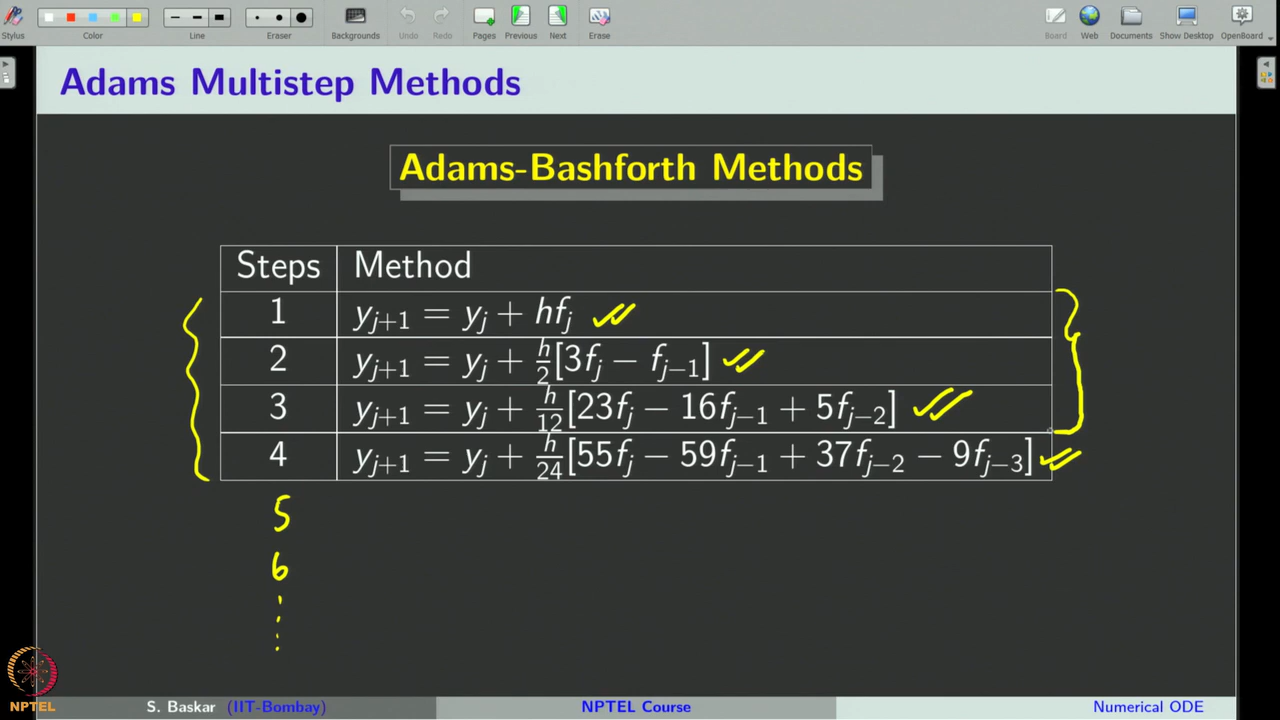 Stylus Color Line Eraser Backgrounds Undo Redo Pages Previous Next Erase Board Web Documents Show Desktop OpenBoard
Adams Multistep Methods
Adams-Bashforth Methods
Steps Method
1 y_{j+1} = y_j + hf_j
2 y_{j+1} = y_j + \frac{h}{2}[3f_j − f_{j−1}]
3 y_{j+1} = y_j + \frac{h}{12}[23f_j − 16f_{j−1} + 5f_{j−2}]
4 y_{j+1} = y_j + \frac{h}{24}[55f_j − 59f_{j−1} + 37f_{j−2} − 9f_{j−3}]
5
6
NPTEL
S. Baskar (IIT-Bombay) NPTEL Course Numerical ODE